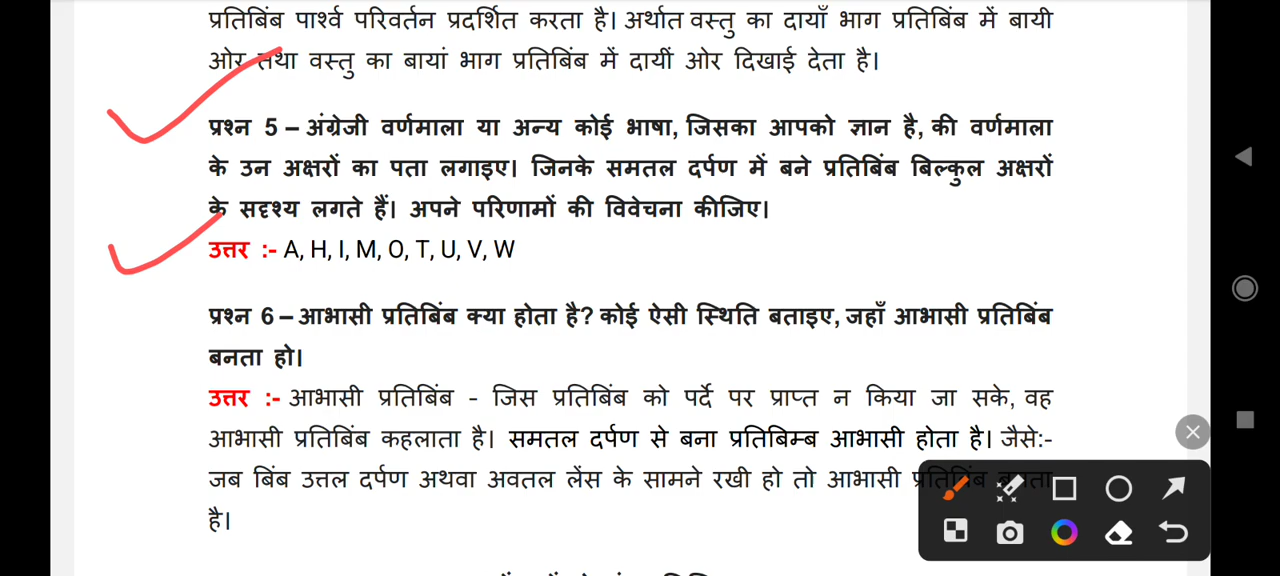 प्रतिबिंब पार्श्व परिवर्तन प्रदर्शित करता है। अर्थात वस्तु का दायाँ भाग प्रतिबिंब में बायी
ओर तथा वस्तु का बायां भाग प्रतिबिंब में दायीं ओर दिखाई देता है।
प्रश्न 5 – अंग्रेजी वर्णमाला या अन्य कोई भाषा, जिसका आपको ज्ञान है, की वर्णमाला
के उन अक्षरों का पता लगाइए। जिनके समतल दर्पण में बने प्रतिबिंब बिल्कुल अक्षरों
के सदृश्य लगते हैं। अपने परिणामों की विवेचना कीजिए।
उत्तर :- A, H, I, M, O, T, U, V, W
प्रश्न 6 – आभासी प्रतिबिंब क्या होता है? कोई ऐसी स्थिति बताइए, जहाँ आभासी प्रतिबिंब
बनता हो।
उत्तर :- आभासी प्रतिबिंब - जिस प्रतिबिंब को पर्दे पर प्राप्त न किया जा सके, वह
आभासी प्रतिबिंब कहलाता है। समतल दर्पण से बना प्रतिबिम्ब आभासी होता है। जैसे:-
जब बिंब उत्तल दर्पण अथवा अवतल लेंस के सामने रखी हो तो आभासी प्रतिबिंब बनता
है।